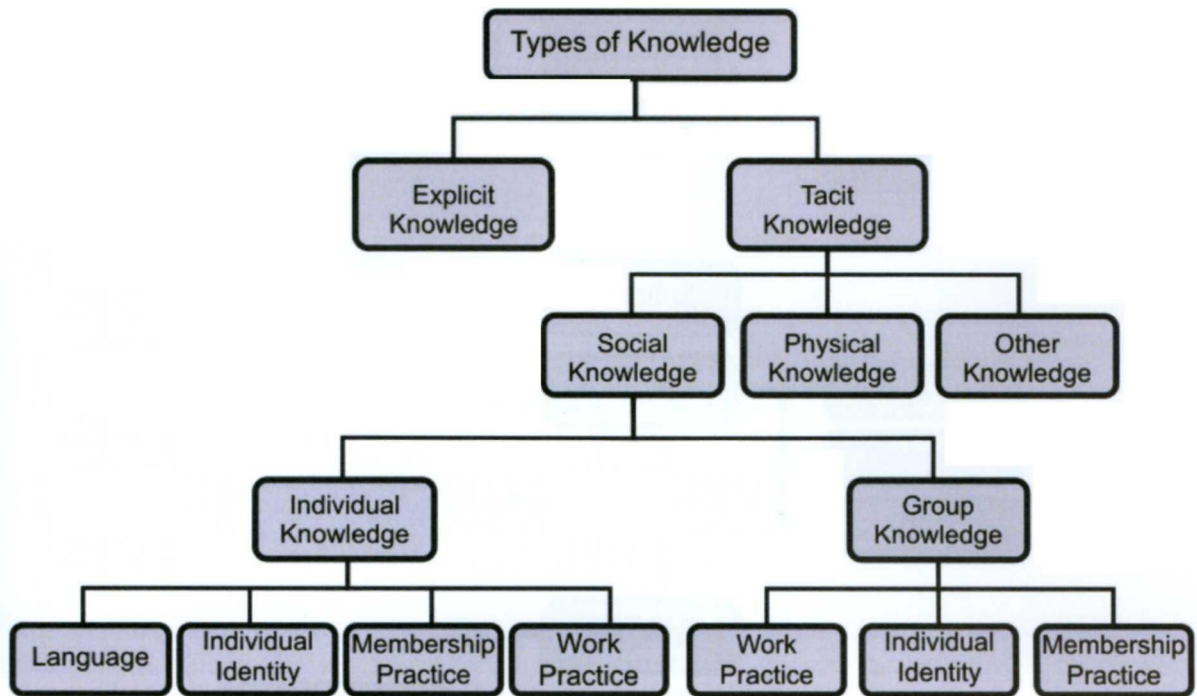 Types of Knowledge
Explicit
Knowledge
Tacit
Knowledge
Social
Knowledge
Physical
Knowledge
Other
Knowledge
Individual
Knowledge
Group
Knowledge
Language
Individual
Identity
Membership
Practice
Work
Practice
Work
Practice
Individual
Identity
Membership
Practice